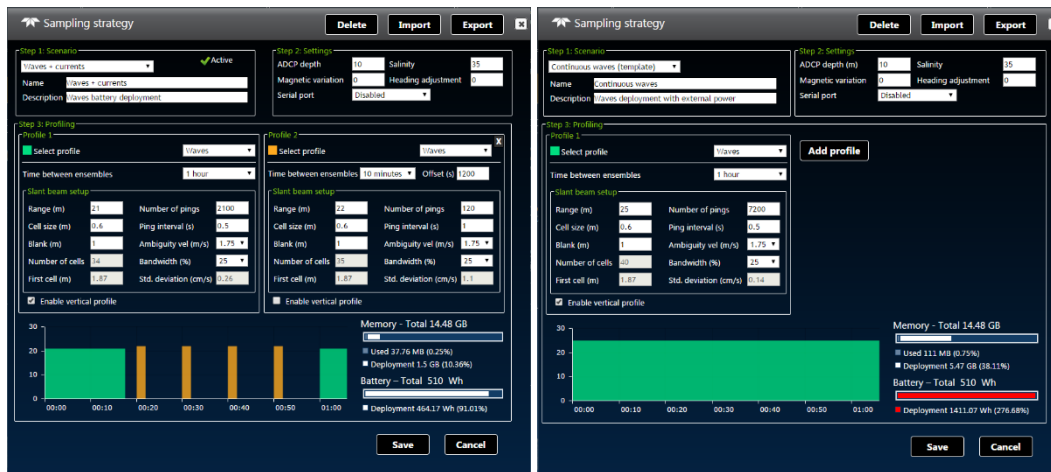 Sampling strategy
Delete Import Export x
Step 1: Scenario
Waves + currents
Active
Name Waves + currents
Description Waves battery deployment
Step 2: Settings
ADCP depth 10 Salinity 35
Magnetic variation 0 Heading adjustment 0
Serial port Disabled
Step 3: Profiling
Profile 1
Select profile Waves
Time between ensembles 1 hour
Slant beam setup
Range (m) 21 Number of pings 2100
Cell size (m) 0.6 Ping interval (s) 0.5
Blank (m) 1 Ambiguity vel (m/s) 1.75
Number of cells 34 Bandwidth (%) 25
First cell (m) 1.87 Std. deviation (cm/s) 0.26
Enable vertical profile
Profile 2
X
Select profile Waves
Time between ensembles 10 minutes Offset (s) 1200
Slant beam setup
Range (m) 22 Number of pings 120
Cell size (m) 0.6 Ping interval (s) 1
Blank (m) 1 Ambiguity vel (m/s) 1.75
Number of cells 35 Bandwidth (%) 25
First cell (m) 1.87 Std. deviation (cm/s) 1.1
Enable vertical profile
30
20
10
0
00:00 00:10 00:20 00:30 00:40 00:50 01:00
Memory - Total 14.48 GB
Used 37.76 MB (0.25%)
Deployment 1.5 GB (10.36%)
Battery – Total 510 Wh
Deployment 464.17 Wh (91.01%)
Save Cancel
Sampling strategy
Delete Import Export
Step 1: Scenario
Continuous waves (template)
Name Continuous waves
Description Waves deployment with external power
Step 2: Settings
ADCP depth (m) 10 Salinity 35
Magnetic variation 0 Heading adjustment 0
Serial port Disabled
Step 3: Profiling
Profile 1
Select profile Waves
Time between ensembles 1 hour
Slant beam setup
Range (m) 25 Number of pings 7200
Cell size (m) 0.6 Ping interval (s) 0.5
Blank (m) 1 Ambiguity vel (m/s) 1.75
Number of cells 40 Bandwidth (%) 25
First cell (m) 1.87 Std. deviation (cm/s) 0.14
Enable vertical profile
Add profile
30
20
10
0
00:00 00:10 00:20 00:30 00:40 00:50 01:00
Memory - Total 14.48 GB
Used 111 MB (0.75%)
Deployment 5.47 GB (38.11%)
Battery – Total 510 Wh
Deployment 1411.07 Wh (276.68%)
Save Cancel